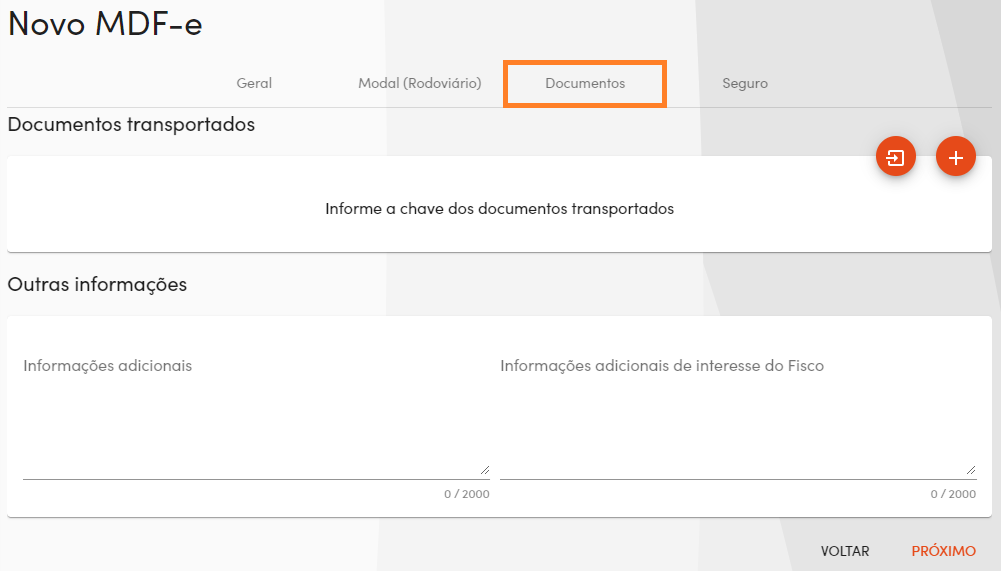 Novo MDF-e
Geral Modal (Rodoviário) Documentos Seguro
Documentos transportados
Informe a chave dos documentos transportados
Outras informações
Informações adicionais Informações adicionais de interesse do Fisco
0 / 2000 0 / 2000
VOLTAR PRÓXIMO